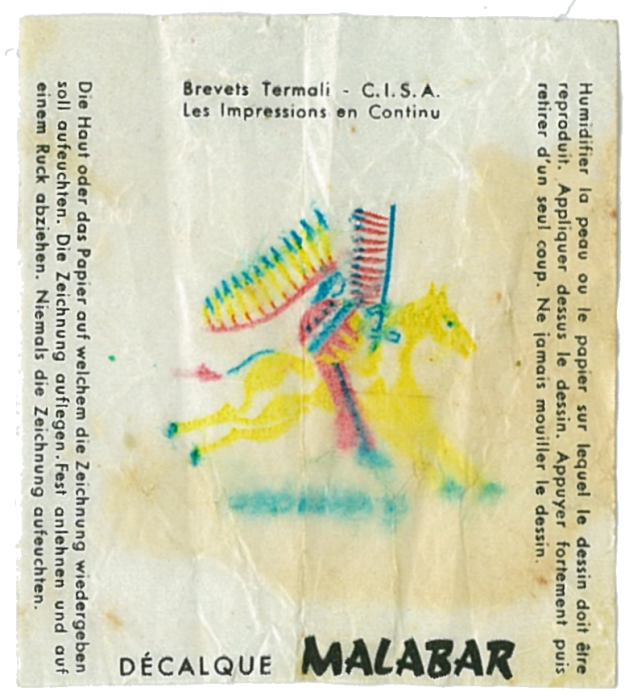 Brevets Termali - C.I.S.A.
Les Impressions en Continu
Humidifier la peau ou le papier sur lequel le dessin doit être
reproduit. Appliquer dessus le dessin. Appuyer fortement puis
retirer d'un seul coup. Ne jamais mouiller le dessin.
Die Haut oder das Papier auf welchem die Zeichnung wiedergeben
soll aufeuchten. Die Zeichnung auflegen. Fest anlehnen und auf
einem Ruck abziehen. Niemals die Zeichnung aufeuchten.
DÉCALQUE MALABAR